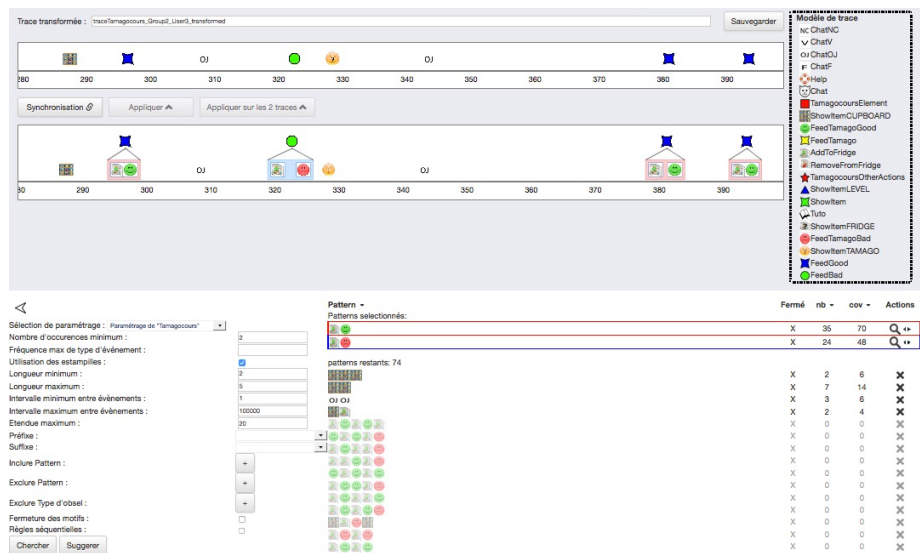 Trace transformée : traceTamagocours_Group2_User3_transformed Sauvegarder
OJ OJ
280 290 300 310 320 330 340 350 360 370 380 390
Synchronisation Appliquer Appliquer sur les 2 traces
OJ OJ
30 290 300 310 320 330 340 350 360 370 380 390
Modèle de trace
NC ChatNC
V ChatV
OJ ChatOJ
F ChatF
Help
Chat
TamagocoursElement
ShowItemCUPBOARD
FeedTamagoGood
FeedTamago
AddToFridge
RemoveFromFridge
TamagocoursOtherActions
ShowItemLEVEL
ShowItem
Tuto
? ShowItemFRIDGE
FeedTamagoBad
ShowItemTAMAGO
FeedGood
FeedBad
Sélection de paramétrage : Paramétrage de "Tamagocours"
Nombre d'occurences minimum : 2
Fréquence max de type d'événement :
Utilisation des estampilles :
Longueur minimum : 2
Longueur maximum : 5
Intervalle minimum entre évènements : 1
Intervalle maximum entre évènements : 100000
Etendue maximum : 20
Préfixe :
Suffixe :
Inclure Pattern : +
Exclure Pattern : +
Exclure Type d'obsel : +
Fermeture des motifs :
Règles séquentielles :
Chercher Suggerer
Pattern Fermé nb cov Actions
Patterns selectionnés:
X 35 70
X 24 48
patterns restants: 74
X 2 6
X 7 14
OJ OJ X 3 6
X 2 4
X 0 0
X 0 0
X 0 0
X 0 0
X 0 0
X 0 0
X 0 0
X 0 0
X 0 0
X 0 0
X 0 0